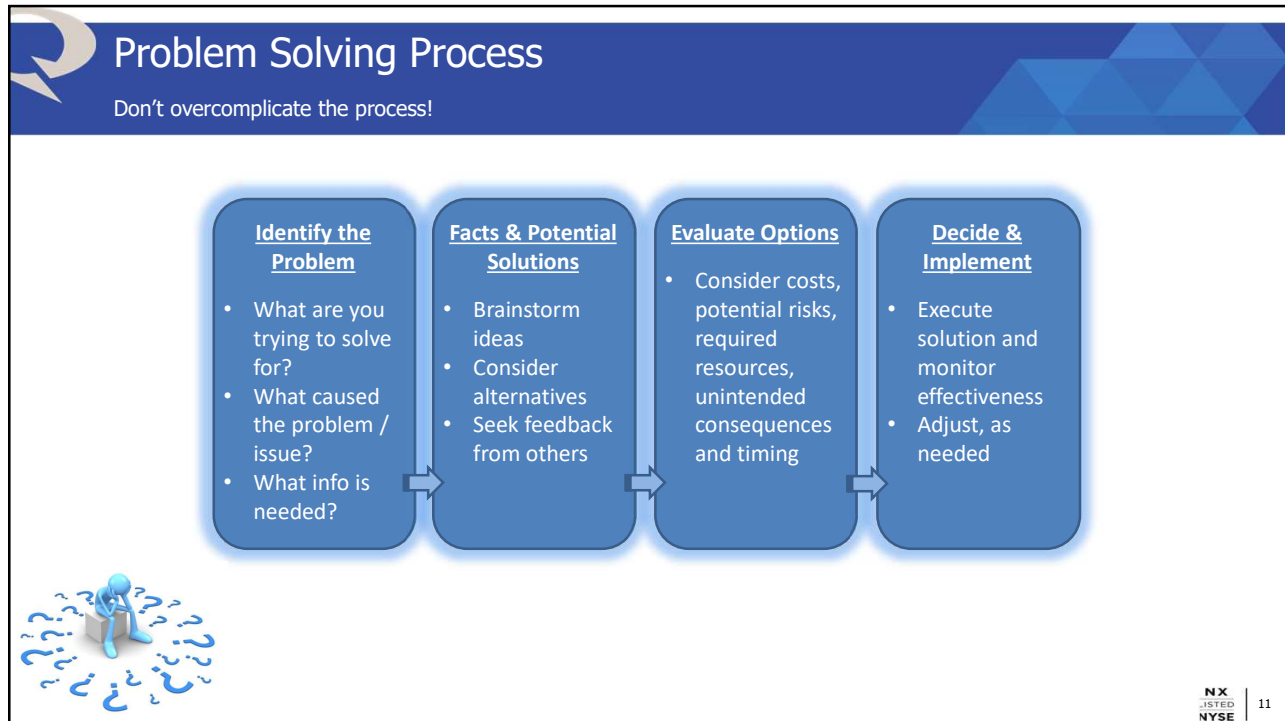 Problem Solving Process
Don't overcomplicate the process!
Identify the
Problem
• What are you
trying to solve
for?
• What caused
the problem /
issue?
• What info is
needed?
Facts & Potential
Solutions
• Brainstorm
ideas
• Consider
alternatives
• Seek feedback
from others
Evaluate Options
• Consider costs,
potential risks,
required
resources,
unintended
consequences
and timing
Decide &
Implement
• Execute
solution and
monitor
effectiveness
• Adjust, as
needed
NX
LISTED
NYSE
11